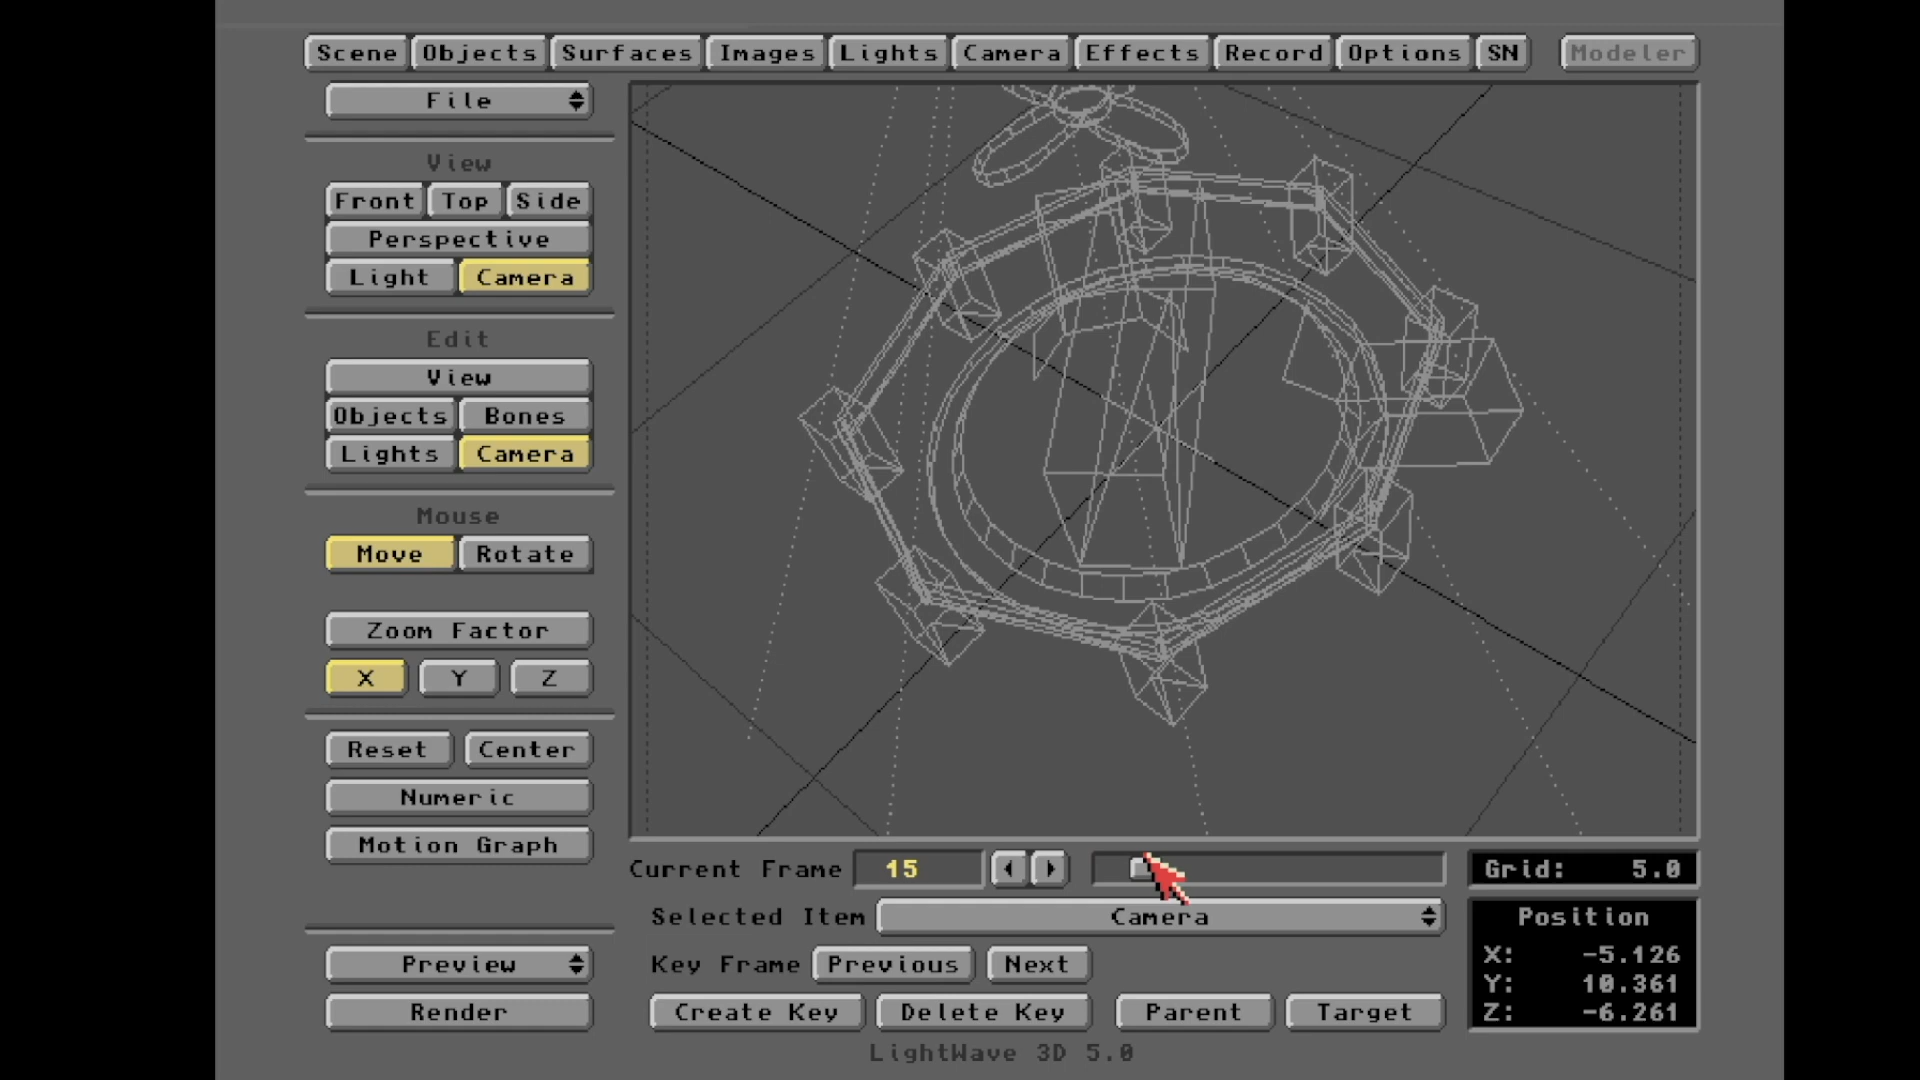 Scene Objects Surfaces Images Lights Camera Effects Record Options SN Modeler
File
View
Front Top Side
Perspective
Light Camera
Edit
View
Objects Bones
Lights Camera
Mouse
Move Rotate
Zoom Factor
X Y Z
Reset Center
Numeric
Motion Graph
Preview
Render
Current Frame 15
Selected Item Camera
Key Frame Previous Next
Create Key Delete Key Parent Target
Grid: 5.0
Position
X: -5.126
Y: 10.361
Z: -6.261
LightWave 3D 5.0